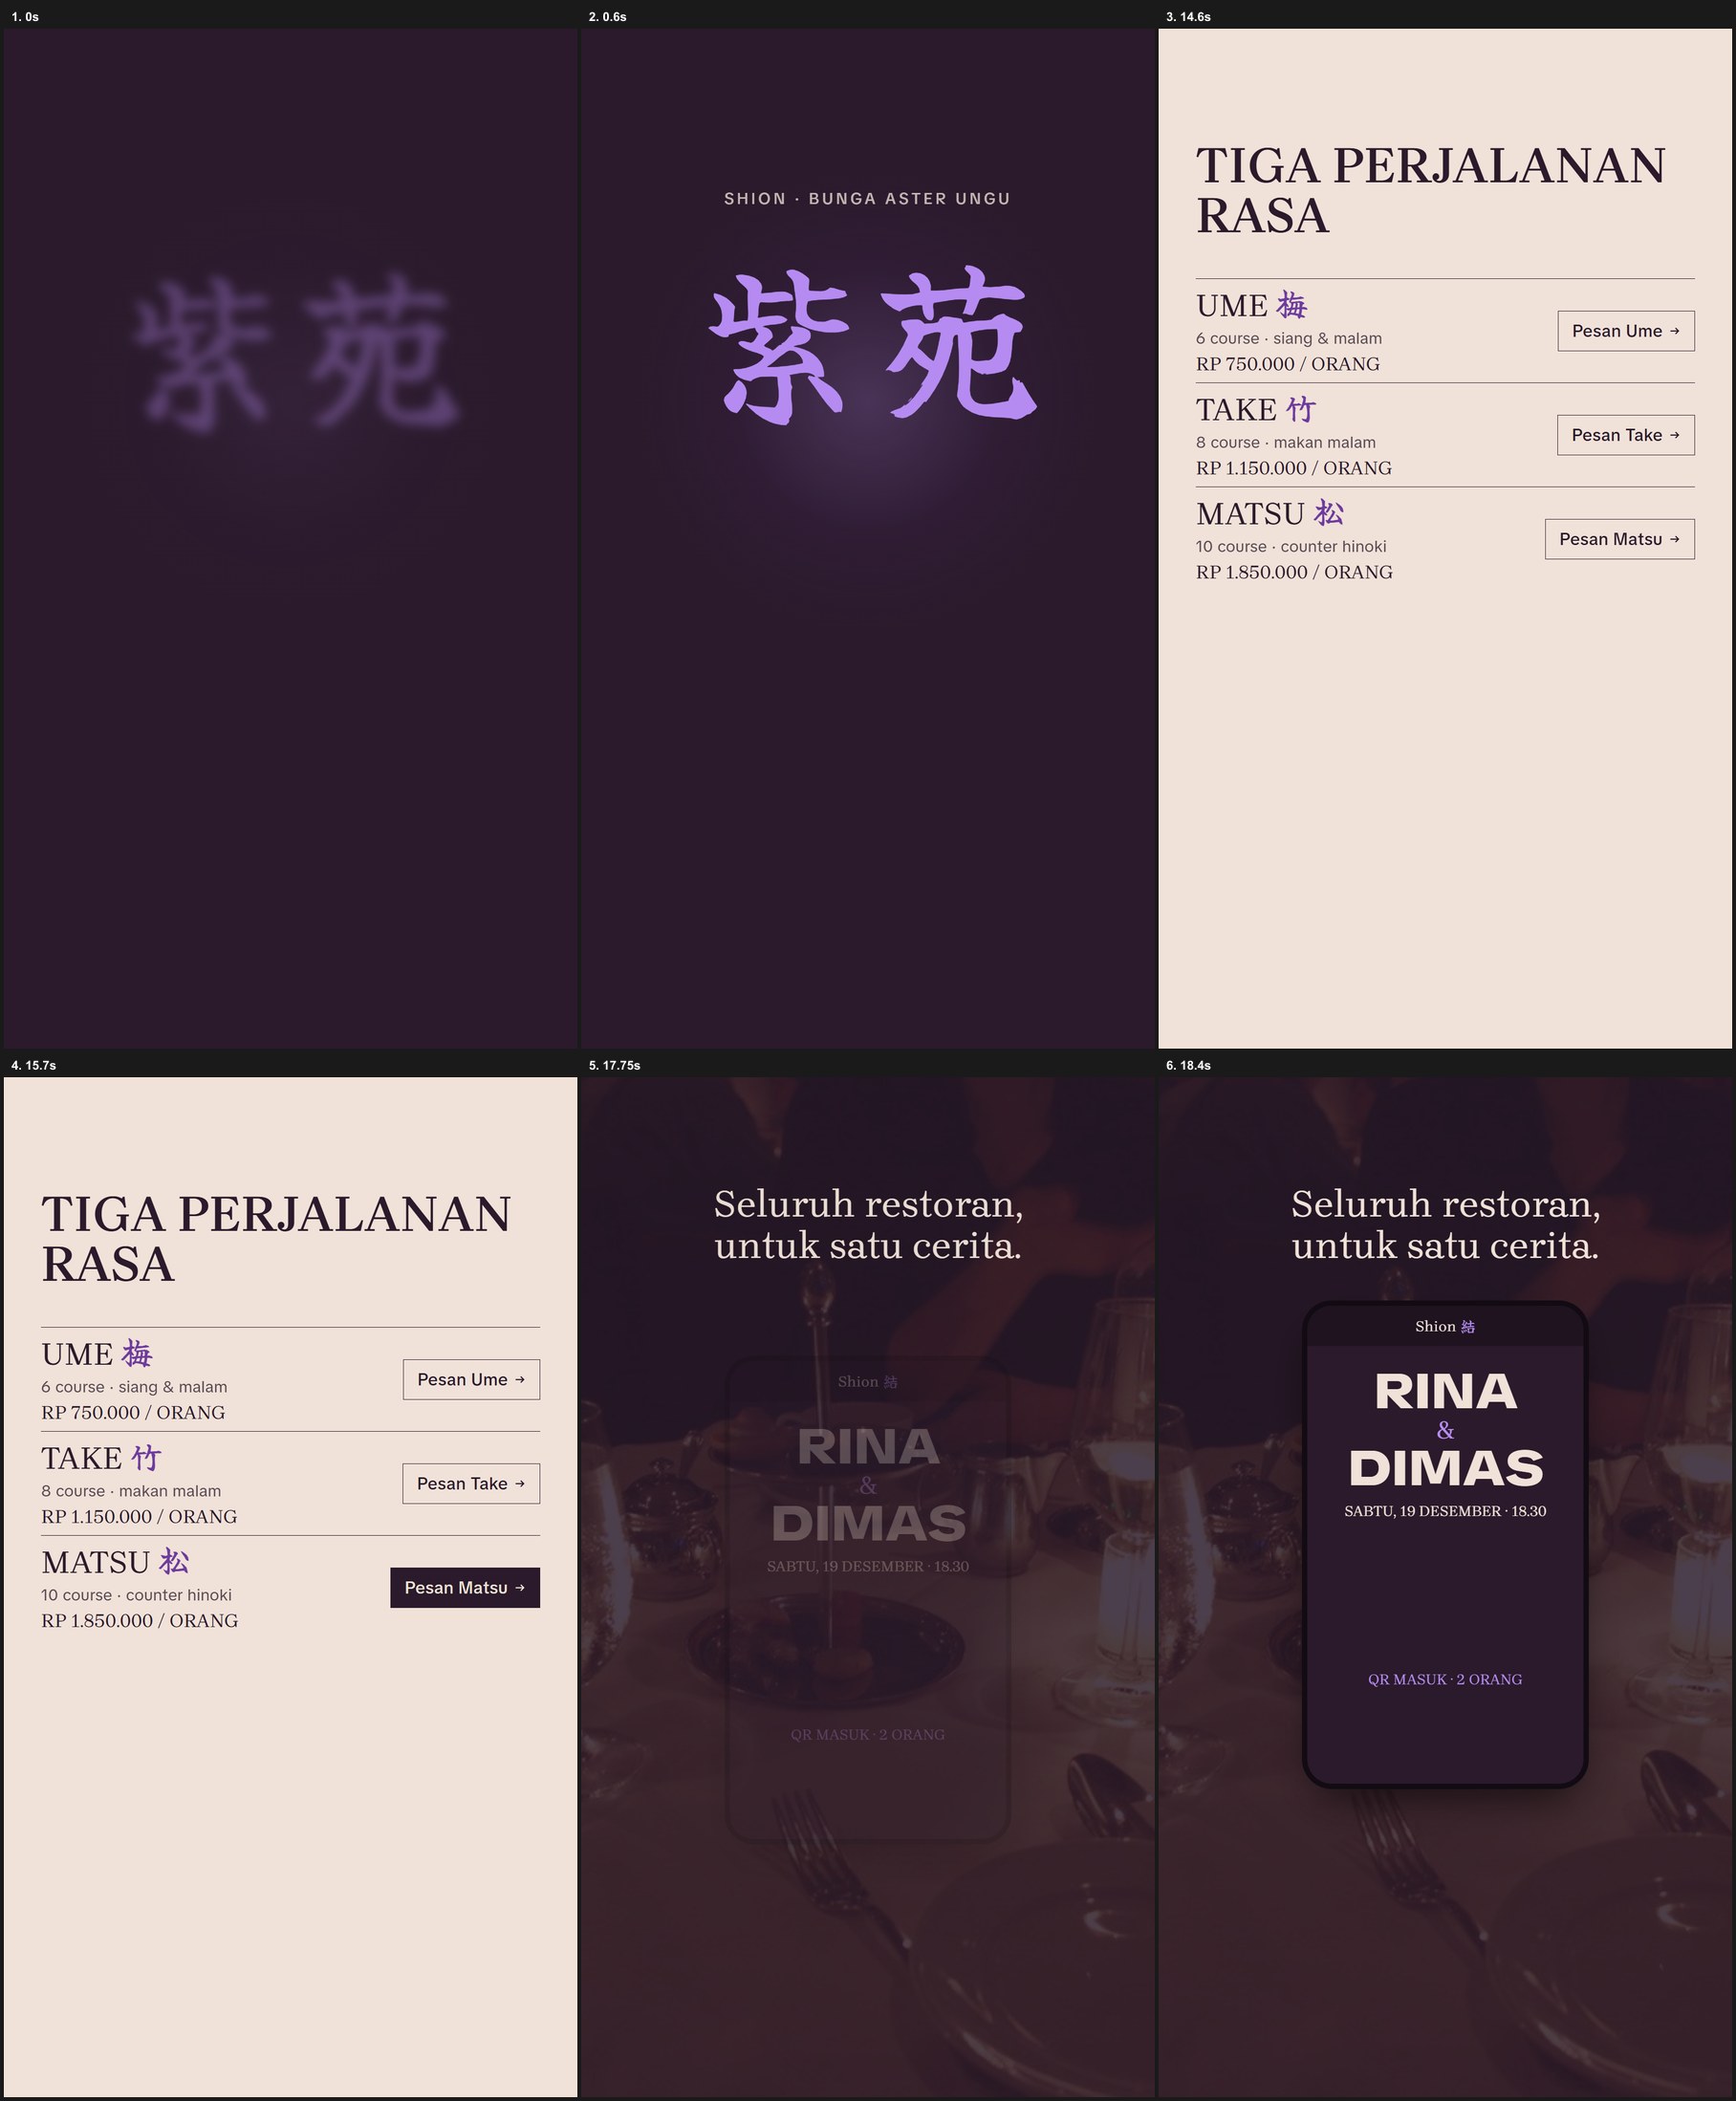 1. 0s
紫苑
2. 0.6s
SHION · BUNGA ASTER UNGU
紫苑
3. 14.6s
TIGA PERJALANAN
RASA
UME 梅
6 course · siang & malam
RP 750.000 / ORANG
Pesan Ume →
TAKE 竹
8 course · makan malam
RP 1.150.000 / ORANG
Pesan Take →
MATSU 松
10 course · counter hinoki
RP 1.850.000 / ORANG
Pesan Matsu →
4. 15.7s
TIGA PERJALANAN
RASA
UME 梅
6 course · siang & malam
RP 750.000 / ORANG
Pesan Ume →
TAKE 竹
8 course · makan malam
RP 1.150.000 / ORANG
Pesan Take →
MATSU 松
10 course · counter hinoki
RP 1.850.000 / ORANG
Pesan Matsu →
5. 17.75s
Seluruh restoran,
untuk satu cerita.
Shion 結
RINA
&
DIMAS
SABTU, 19 DESEMBER · 18.30
QR MASUK · 2 ORANG
6. 18.4s
Seluruh restoran,
untuk satu cerita.
Shion 結
RINA
&
DIMAS
SABTU, 19 DESEMBER · 18.30
QR MASUK · 2 ORANG